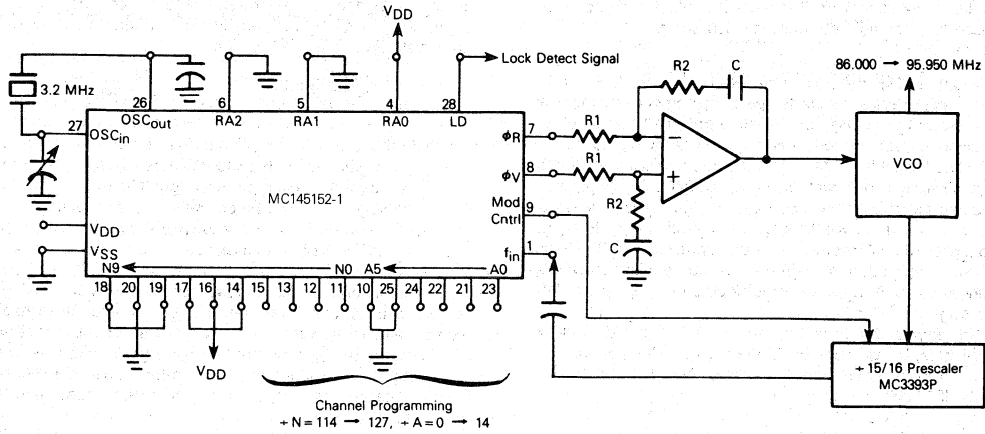 VDD
Lock Detect Signal
86.000 → 95.950 MHz
R2
C
3.2 MHz
26
6
5
4
28
OSCout
RA2
RA1
RA0
LD
27
OSCin
φR
7
R1
−
VCO
φV
8
R1
+
MC145152-1
Mod
Cntrl
9
R2
VDD
VSS
fin
1
C
N9
N0
A5
A0
18
20
19
17
16
14
15
13
12
11
10
25
24
22
21
23
÷ 15/16 Prescaler
MC3393P
VDD
Channel Programming
÷ N = 114 → 127, ÷ A = 0 → 14